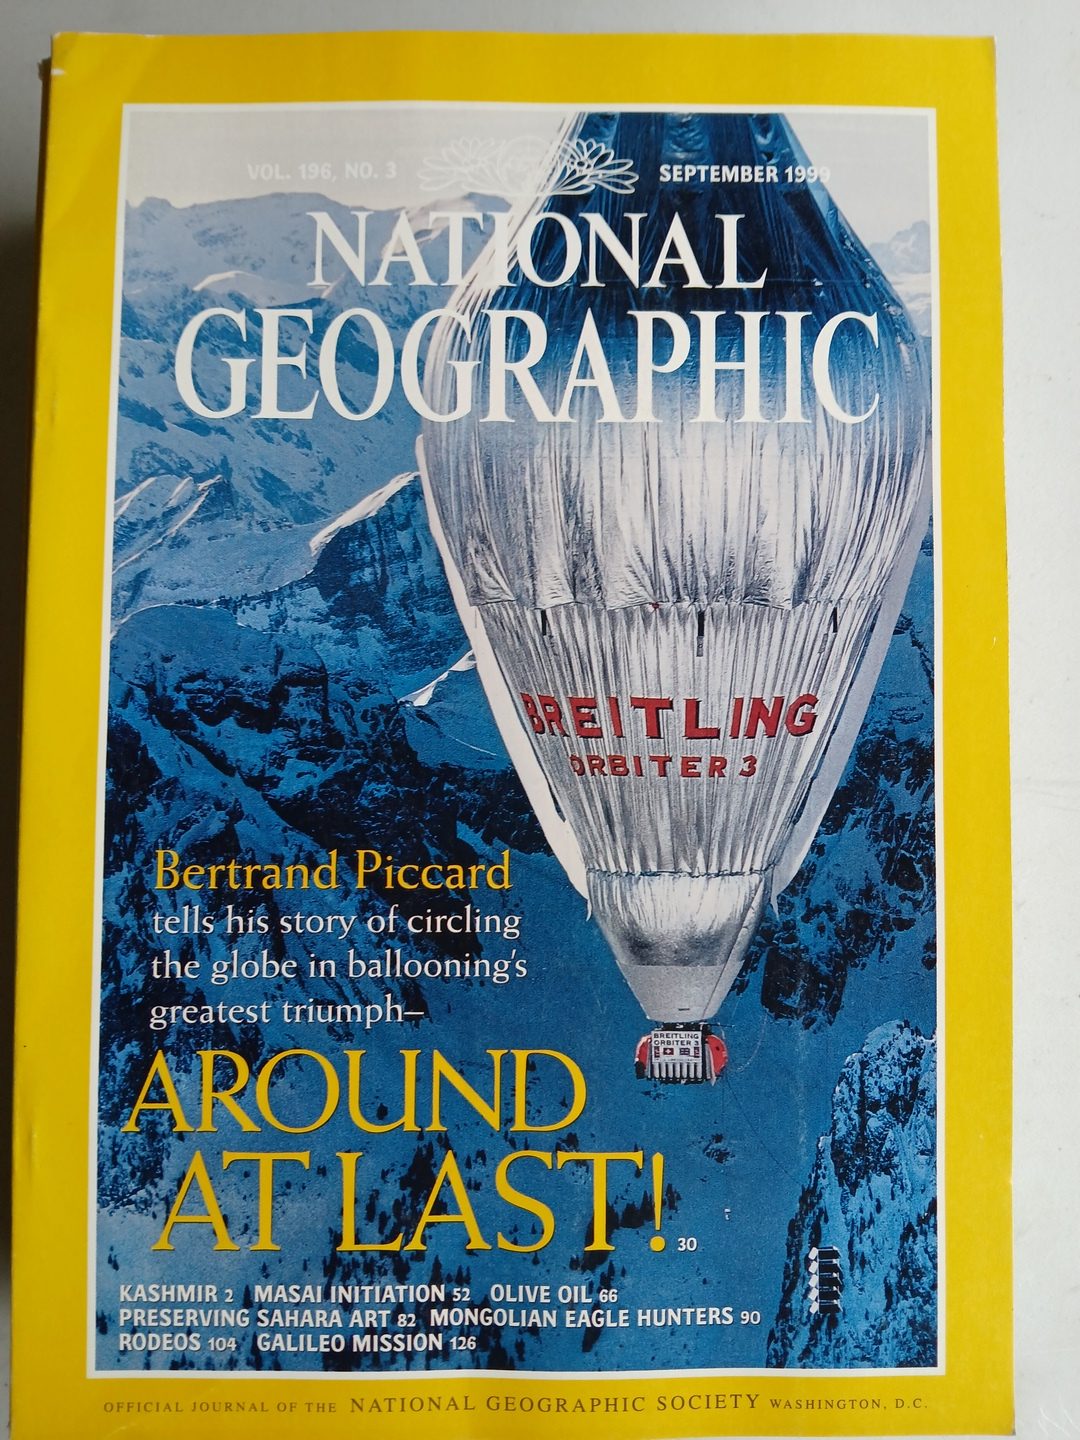 VOL. 196, NO. 3
SEPTEMBER 1999
NATIONAL
GEOGRAPHIC
BREITLING
ORBITER 3
Bertrand Piccard
tells his story of circling
the globe in ballooning's
greatest triumph–
BREITLING
ORBITER 3
AROUND
AT LAST! 30
KASHMIR 2 MASAI INITIATION 52 OLIVE OIL 66
PRESERVING SAHARA ART 82 MONGOLIAN EAGLE HUNTERS 90
RODEOS 104 GALILEO MISSION 126
OFFICIAL JOURNAL OF THE NATIONAL GEOGRAPHIC SOCIETY WASHINGTON, D.C.